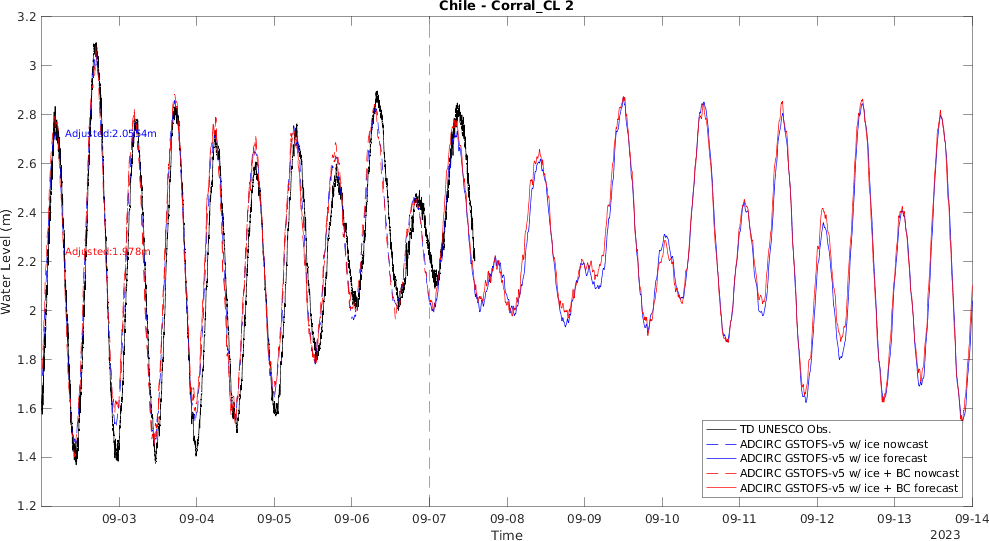 Chile - Corral_CL 2
3.2
3
2.8
2.6
2.4
2.2
2
1.8
1.6
1.4
1.2
Water Level (m)
Adjusted:2.0554m
Adjusted:1.978m
TD UNESCO Obs.
ADCIRC GSTOFS-v5 w/ ice nowcast
ADCIRC GSTOFS-v5 w/ ice forecast
ADCIRC GSTOFS-v5 w/ ice + BC nowcast
ADCIRC GSTOFS-v5 w/ ice + BC forecast
09-03 09-04 09-05 09-06 09-07 09-08 09-09 09-10 09-11 09-12 09-13 09-14
Time
2023